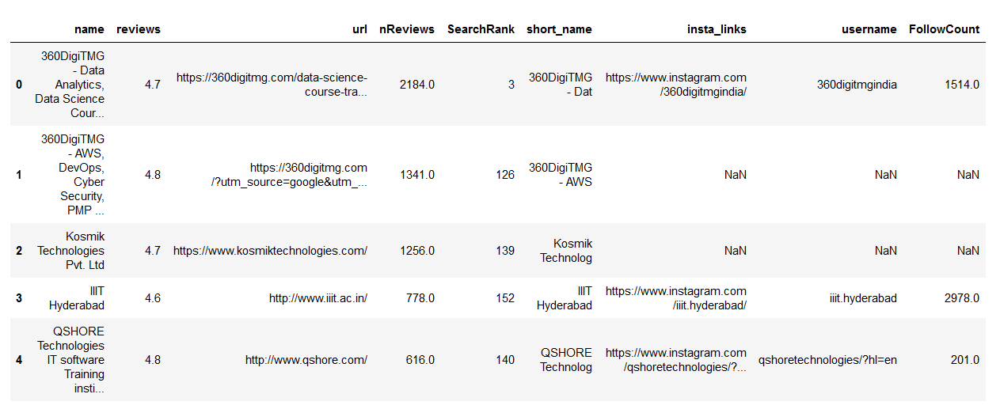 name reviews url nReviews SearchRank short_name insta_links username FollowCount
0 360DigiTMG - Data Analytics, Data Science Cour... 4.7 https://360digitmg.com/data-science-course-tra... 2184.0 3 360DigiTMG - Dat https://www.instagram.com/360digitmgindia/ 360digitmgindia 1514.0
1 360DigiTMG - AWS, DevOps, Cyber Security, PMP ... 4.8 https://360digitmg.com/?utm_source=google&utm_... 1341.0 126 360DigiTMG - AWS NaN NaN NaN
2 Kosmik Technologies Pvt. Ltd 4.7 https://www.kosmiktechnologies.com/ 1256.0 139 Kosmik Technolog NaN NaN NaN
3 IIIT Hyderabad 4.6 http://www.iiit.ac.in/ 778.0 152 IIIT Hyderabad https://www.instagram.com/iiit.hyderabad/ iiit.hyderabad 2978.0
4 QSHORE Technologies IT software Training insti... 4.8 http://www.qshore.com/ 616.0 140 QSHORE Technolog https://www.instagram.com/qshoretechnologies/?... qshoretechnologies/?hl=en 201.0